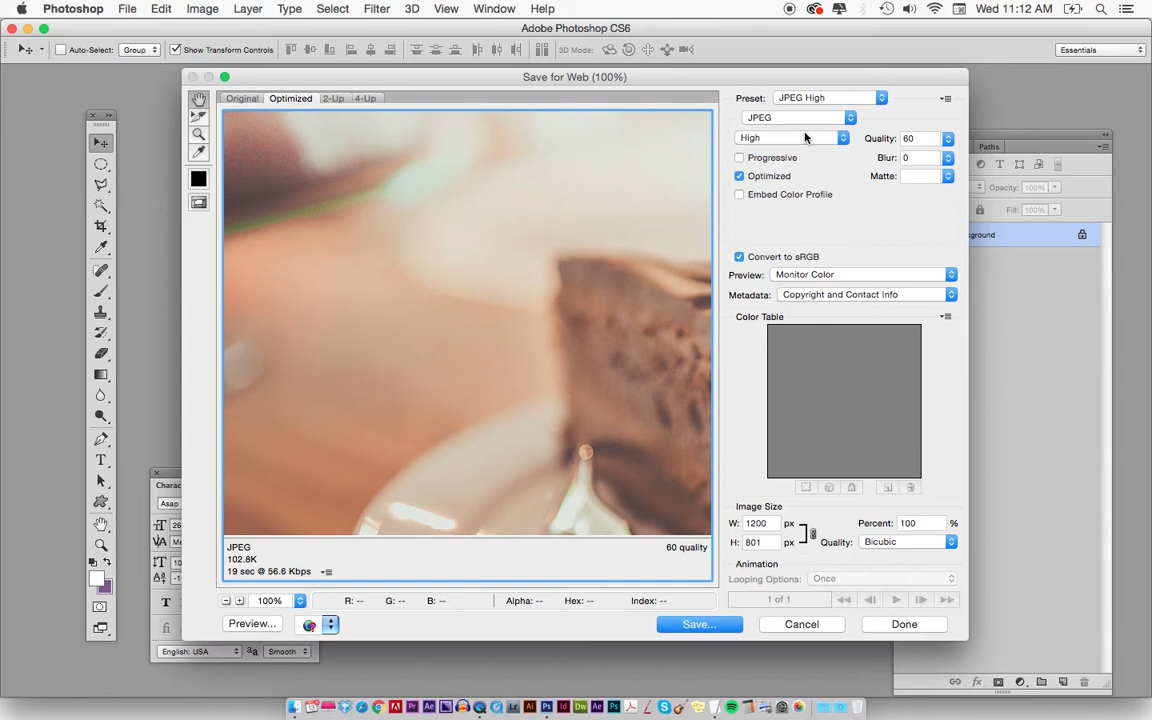 Photoshop File Edit Image Layer Type Select Filter 3D View Window Help Wed 11:12 AM
Adobe Photoshop CS6
Auto-Select: Group Show Transform Controls 3D Mode: Essentials
Save for Web (100%)
Original Optimized 2-Up 4-Up
Preset: JPEG High
JPEG
High Quality: 60
Progressive Blur: 0
Optimized Matte:
Embed Color Profile
Convert to sRGB
Preview: Monitor Color
Metadata: Copyright and Contact Info
Color Table
Image Size
W: 1200 px Percent: 100 %
H: 801 px Quality: Bicubic
Animation
Looping Options: Once
1 of 1
JPEG 60 quality
102.8K
19 sec @ 56.6 Kbps
100% R: -- G: -- B: -- Alpha: -- Hex: -- Index: --
Preview... Save... Cancel Done
Paths
Opacity: 100%
Fill: 100%
Asap
English: USA Smooth